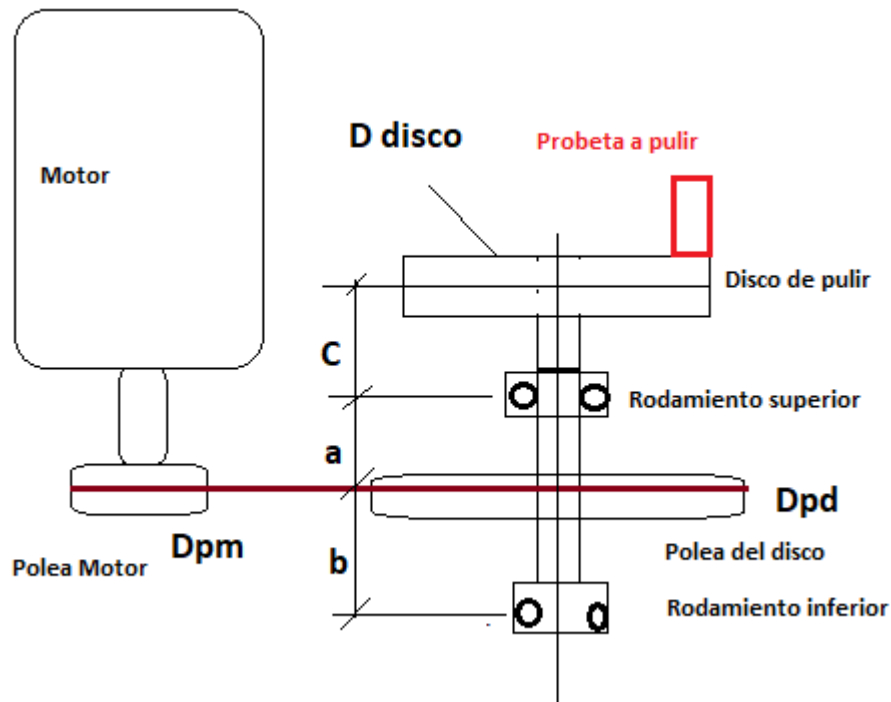 D disco
Probeta a pulir
Motor
Disco de pulir
C
Rodamiento superior
a
Dpd
Dpm
Polea del disco
b
Polea Motor
Rodamiento inferior